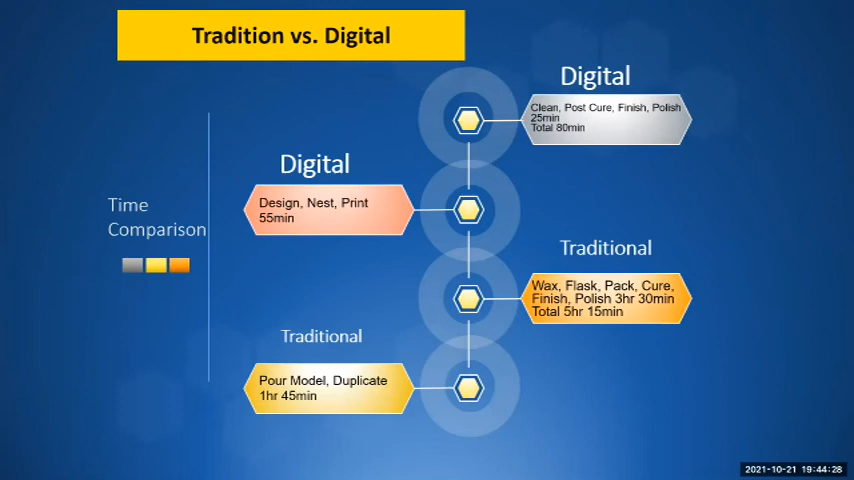 Tradition vs. Digital
Digital
Clean, Post Cure, Finish, Polish
25min
Total 80min
Digital
Design, Nest, Print
55min
Time
Comparison
Traditional
Wax, Flask, Pack, Cure,
Finish, Polish 3hr 30min
Total 5hr 15min
Traditional
Pour Model, Duplicate
1hr 45min
2021-10-21 19:44:28